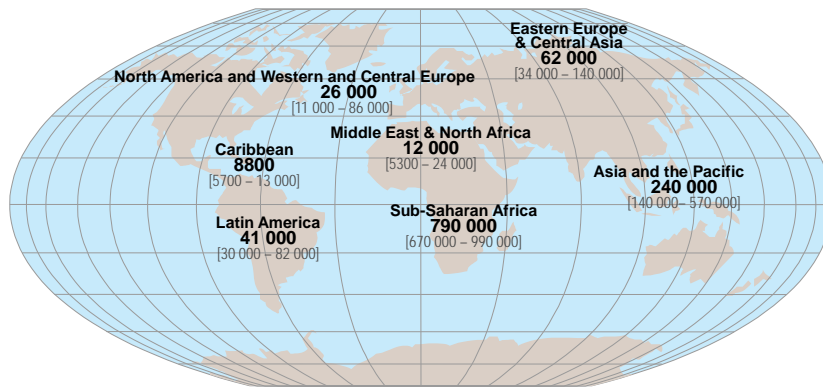 Eastern Europe
& Central Asia
62 000
[34 000 – 140 000]
North America and Western and Central Europe
26 000
[11 000 – 86 000]
Middle East & North Africa
12 000
[5300 – 24 000]
Caribbean
8800
[5700 – 13 000]
Asia and the Pacific
240 000
[140 000– 570 000]
Sub-Saharan Africa
790 000
[670 000 – 990 000]
Latin America
41 000
[30 000 – 82 000]